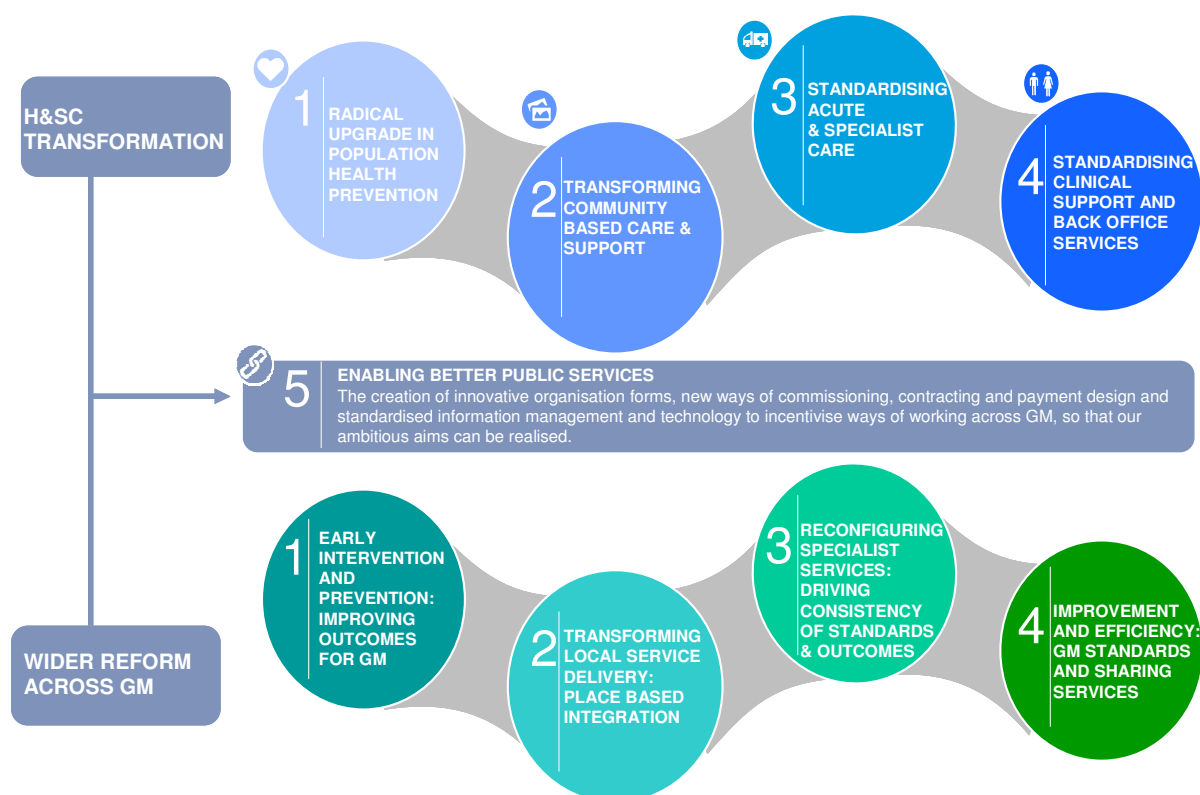 H&SC
TRANSFORMATION
1
RADICAL
UPGRADE IN
POPULATION
HEALTH
PREVENTION
2
TRANSFORMING
COMMUNITY
BASED CARE &
SUPPORT
3
STANDARDISING
ACUTE
& SPECIALIST
CARE
4
STANDARDISING
CLINICAL
SUPPORT AND
BACK OFFICE
SERVICES
5
ENABLING BETTER PUBLIC SERVICES
The creation of innovative organisation forms, new ways of commissioning, contracting and payment design and
standardised information management and technology to incentivise ways of working across GM, so that our
ambitious aims can be realised.
WIDER REFORM
ACROSS GM
1
EARLY
INTERVENTION
AND
PREVENTION:
IMPROVING
OUTCOMES
FOR GM
2
TRANSFORMING
LOCAL SERVICE
DELIVERY:
PLACE BASED
INTEGRATION
3
RECONFIGURING
SPECIALIST
SERVICES:
DRIVING
CONSISTENCY
OF STANDARDS
& OUTCOMES
4
IMPROVEMENT
AND EFFICIENCY:
GM STANDARDS
AND SHARING
SERVICES